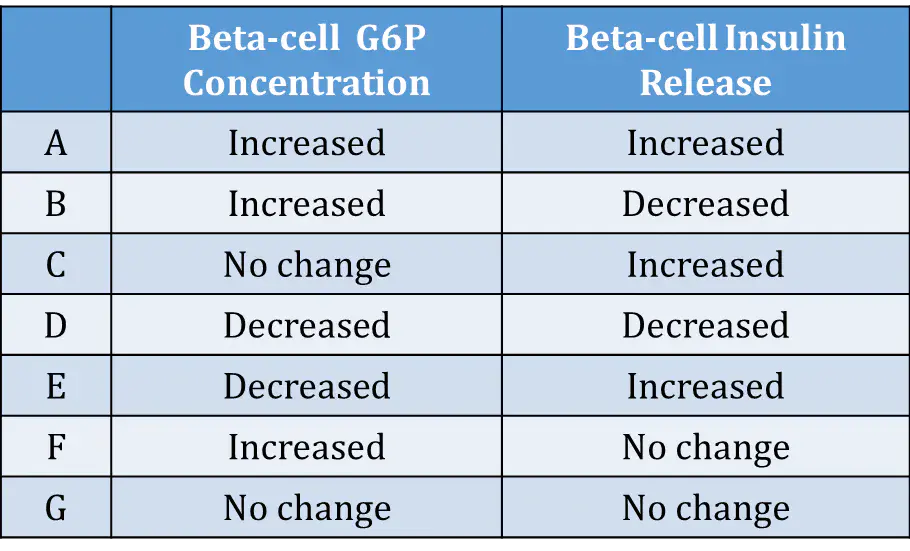 Beta-cell G6P Concentration Beta-cell Insulin Release
A Increased Increased
B Increased Decreased
C No change Increased
D Decreased Decreased
E Decreased Increased
F Increased No change
G No change No change